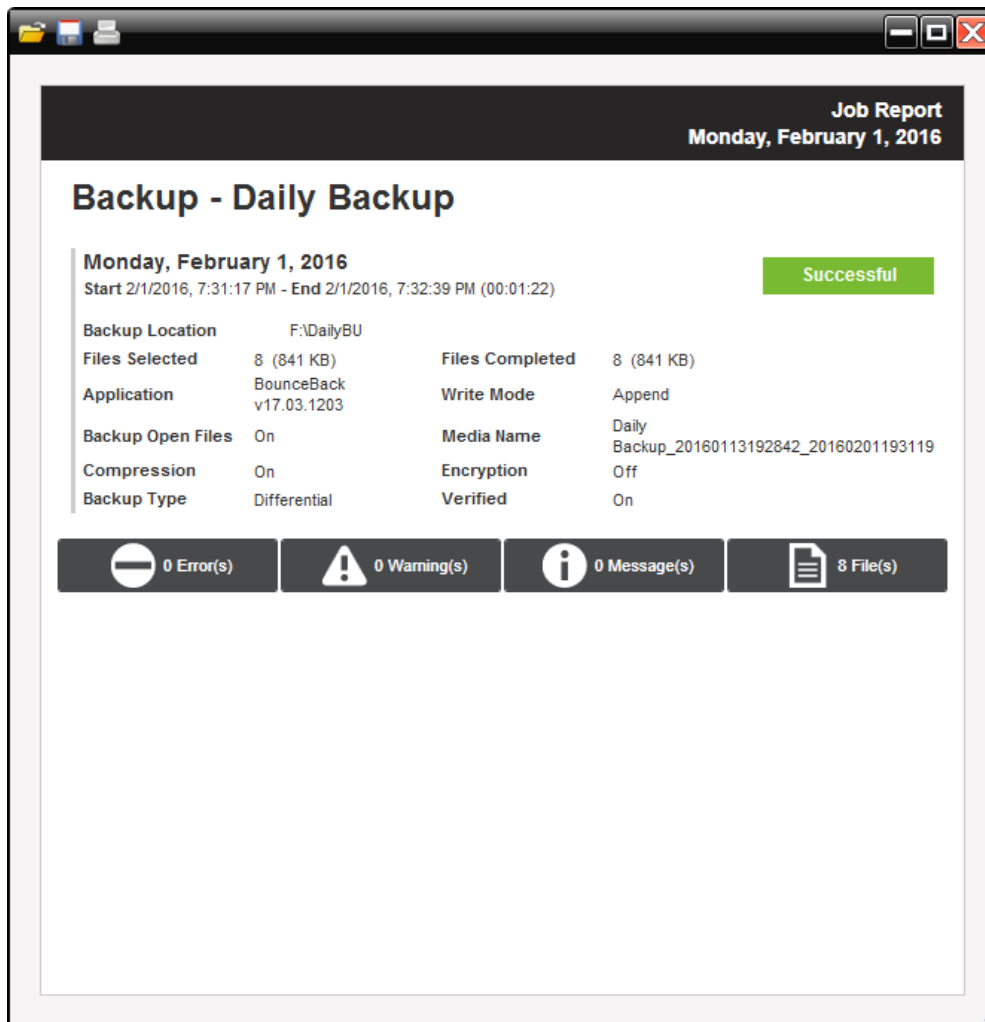 Job Report
Monday, February 1, 2016
Backup - Daily Backup
Monday, February 1, 2016
Successful
Start 2/1/2016, 7:31:17 PM - End 2/1/2016, 7:32:39 PM (00:01:22)
Backup Location F:\DailyBU
Files Selected 8 (841 KB) Files Completed 8 (841 KB)
Application BounceBack v17.03.1203 Write Mode Append
Backup Open Files On Media Name Daily Backup_20160113192842_20160201193119
Compression On Encryption Off
Backup Type Differential Verified On
0 Error(s) 0 Warning(s) 0 Message(s) 8 File(s)